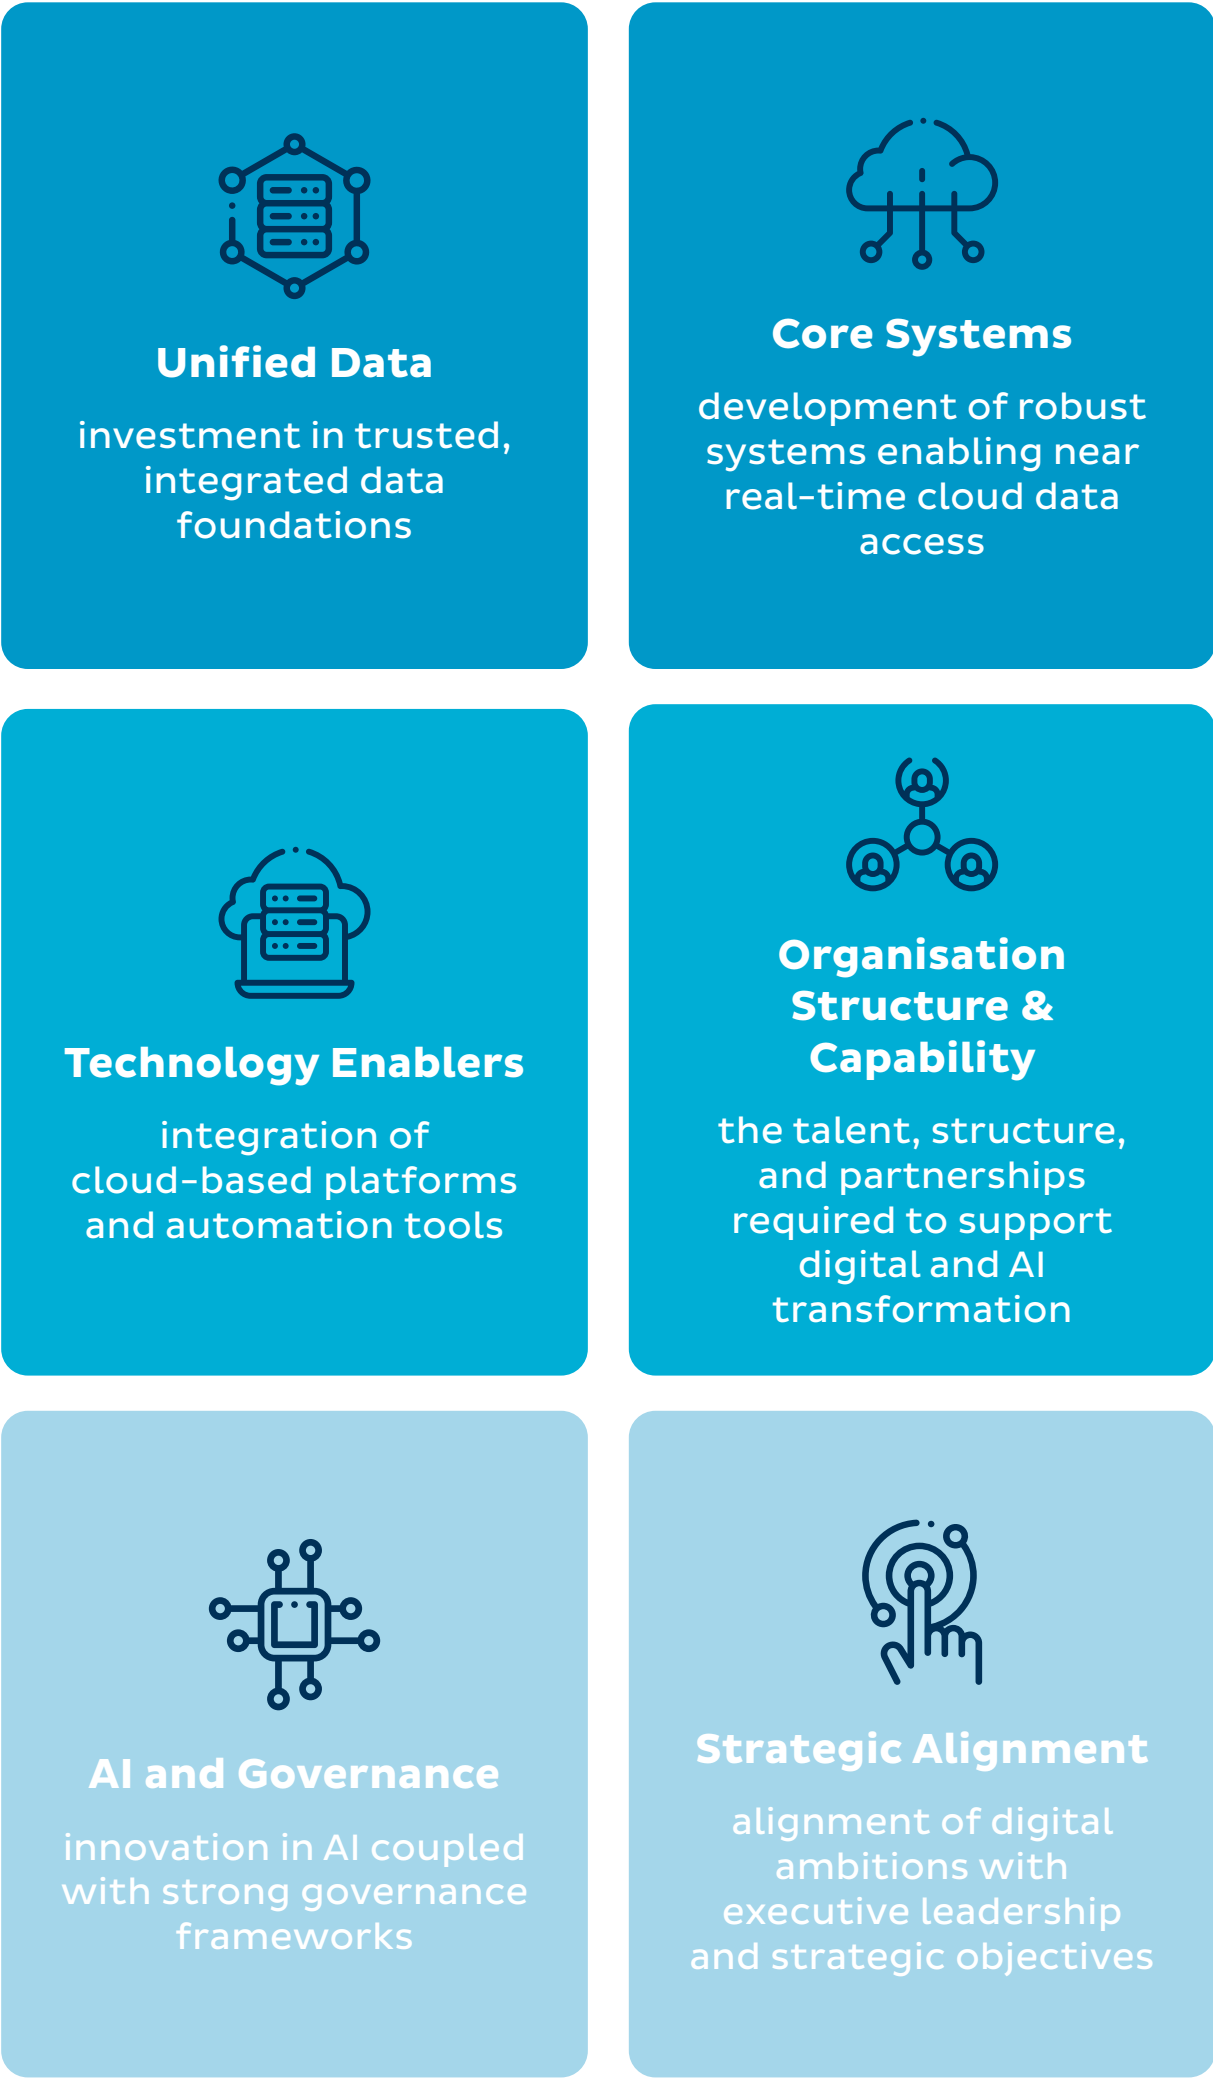 Unified Data
investment in trusted,
integrated data
foundations
Core Systems
development of robust
systems enabling near
real-time cloud data
access
Technology Enablers
integration of
cloud-based platforms
and automation tools
Organisation
Structure &
Capability
the talent, structure,
and partnerships
required to support
digital and AI
transformation
AI and Governance
innovation in AI coupled
with strong governance
frameworks
Strategic Alignment
alignment of digital
ambitions with
executive leadership
and strategic objectives